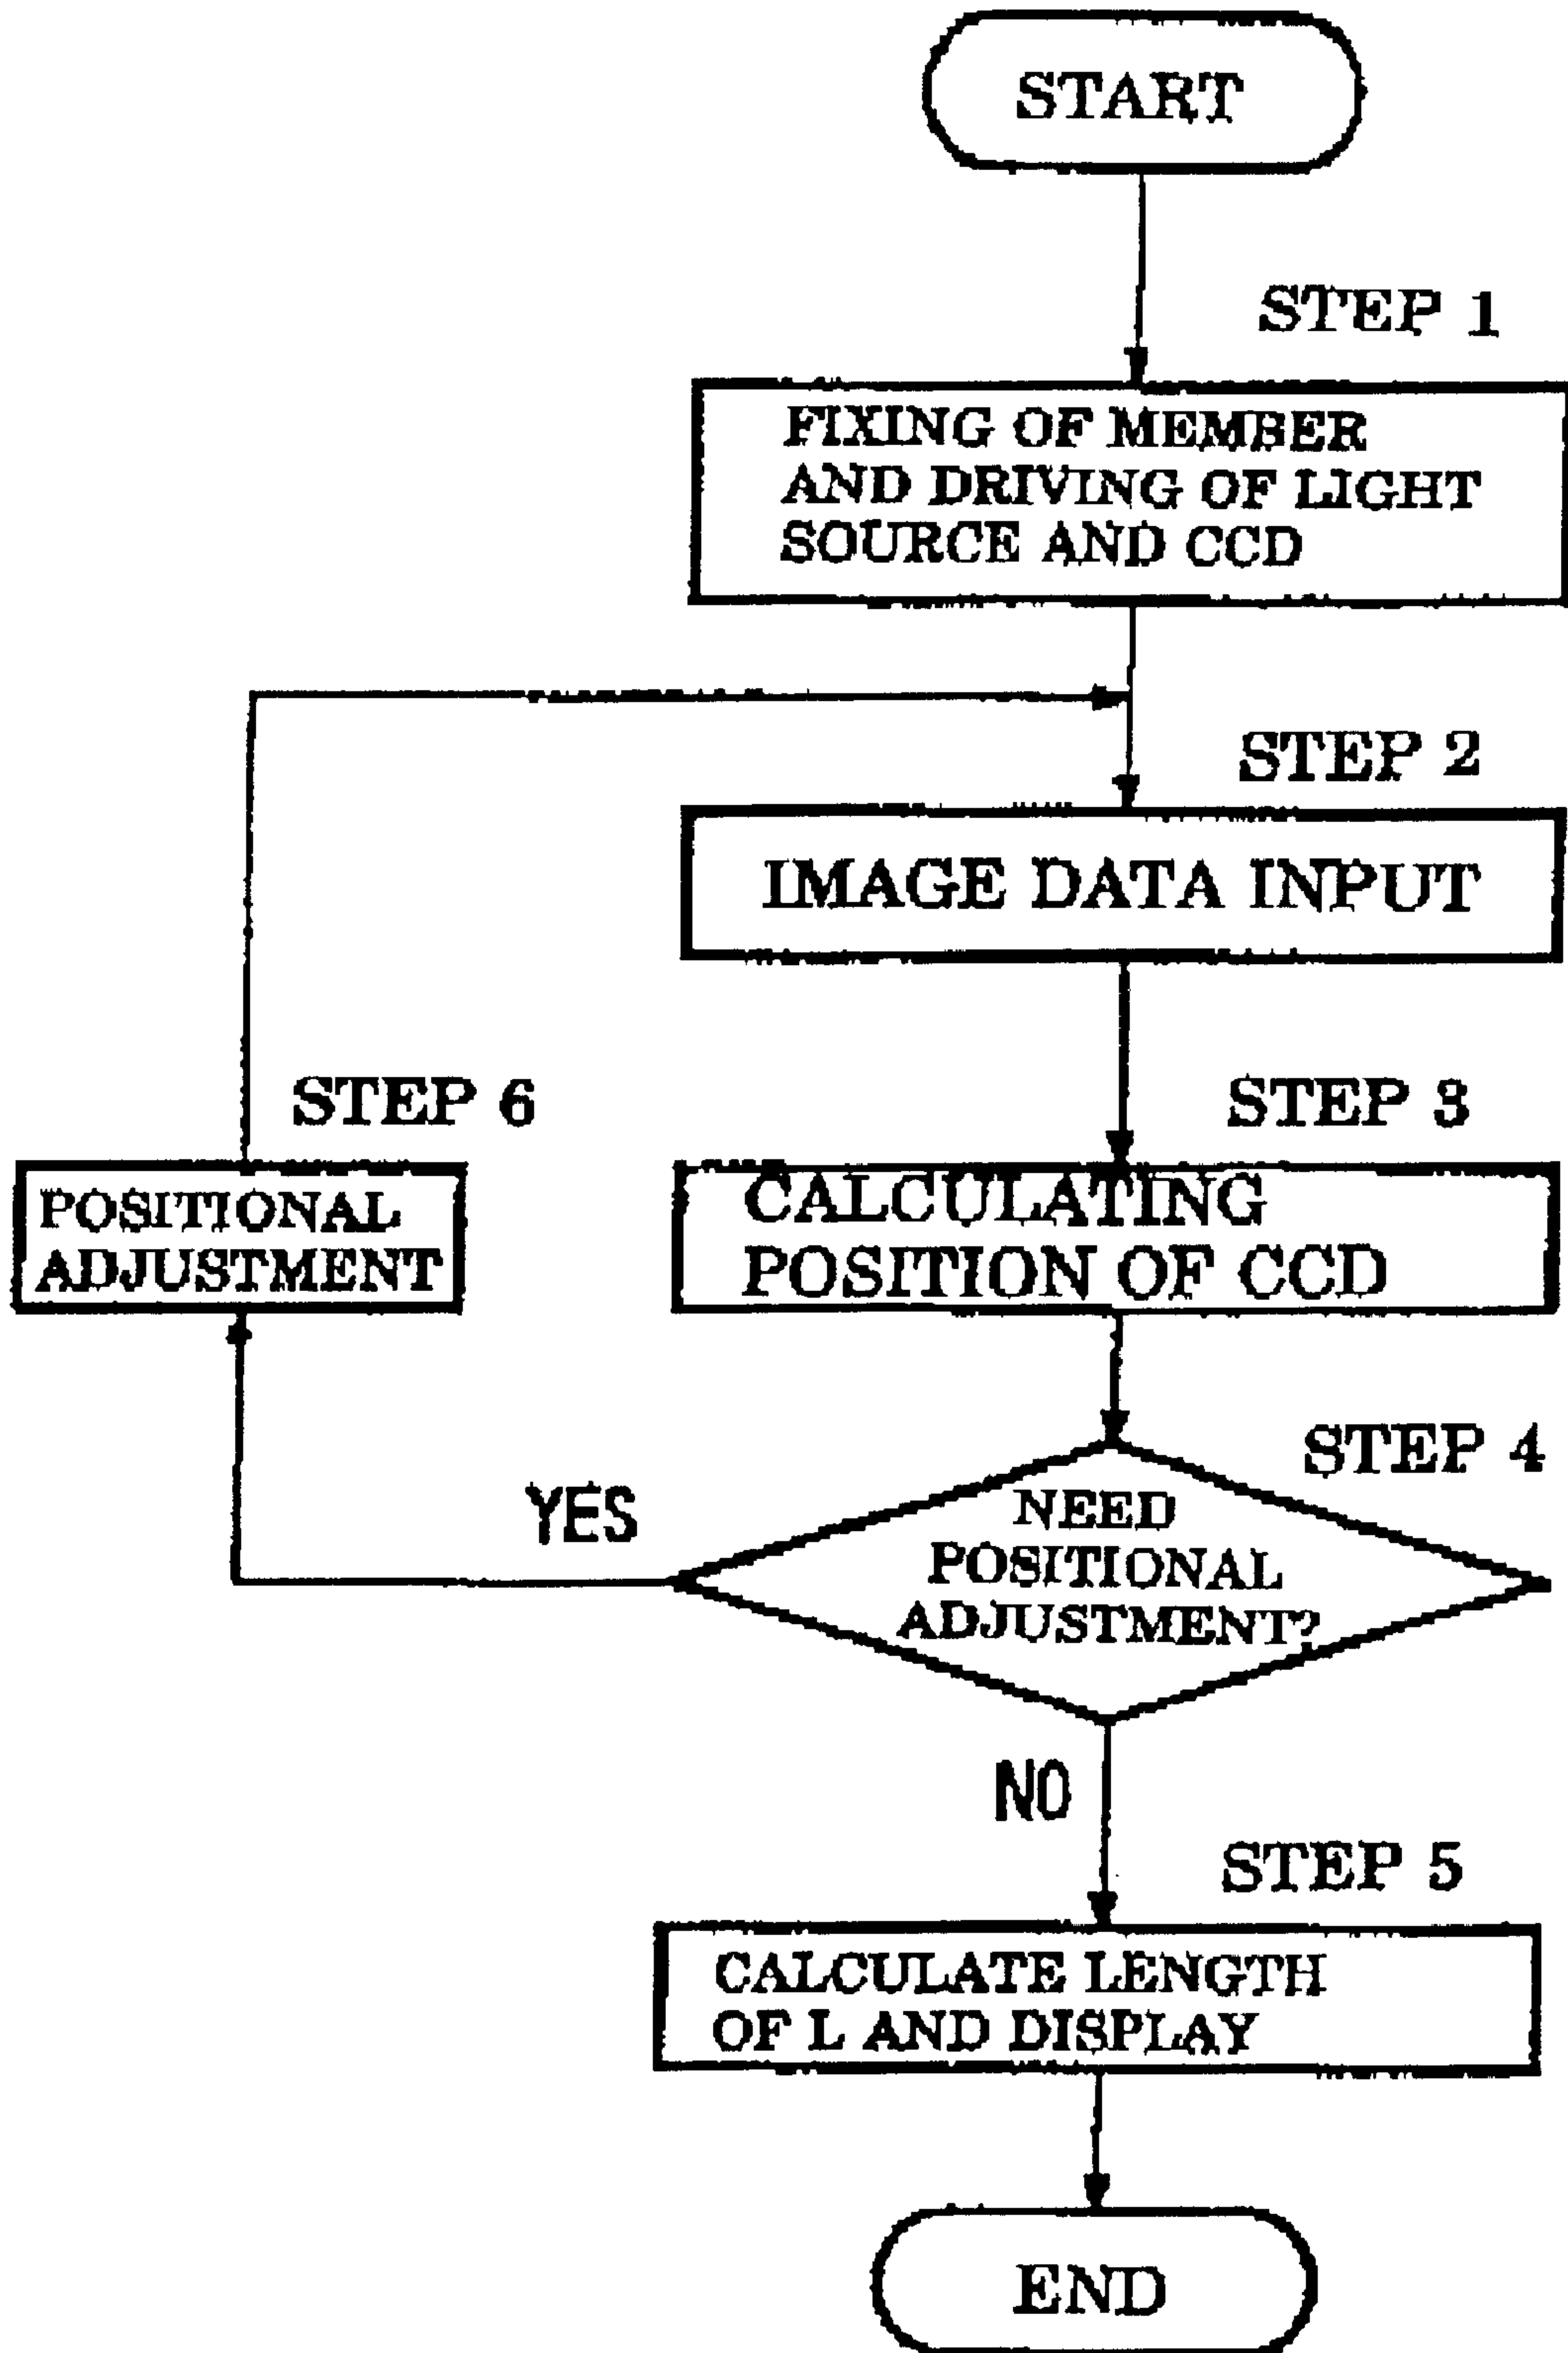 START
STEP 1
FIXING OF MEMBER
AND DRIVING OF LIGHT
SOURCE AND CCD
STEP 2
IMAGE DATA INPUT
STEP 6
POSITIONAL
ADJUSTMENT
STEP 3
CALCULATING
POSITION OF CCD
STEP 4
NEED
POSITIONAL
ADJUSTMENT?
YES
NO
STEP 5
CALCULATE LENGTH
OF L AND DISPLAY
END